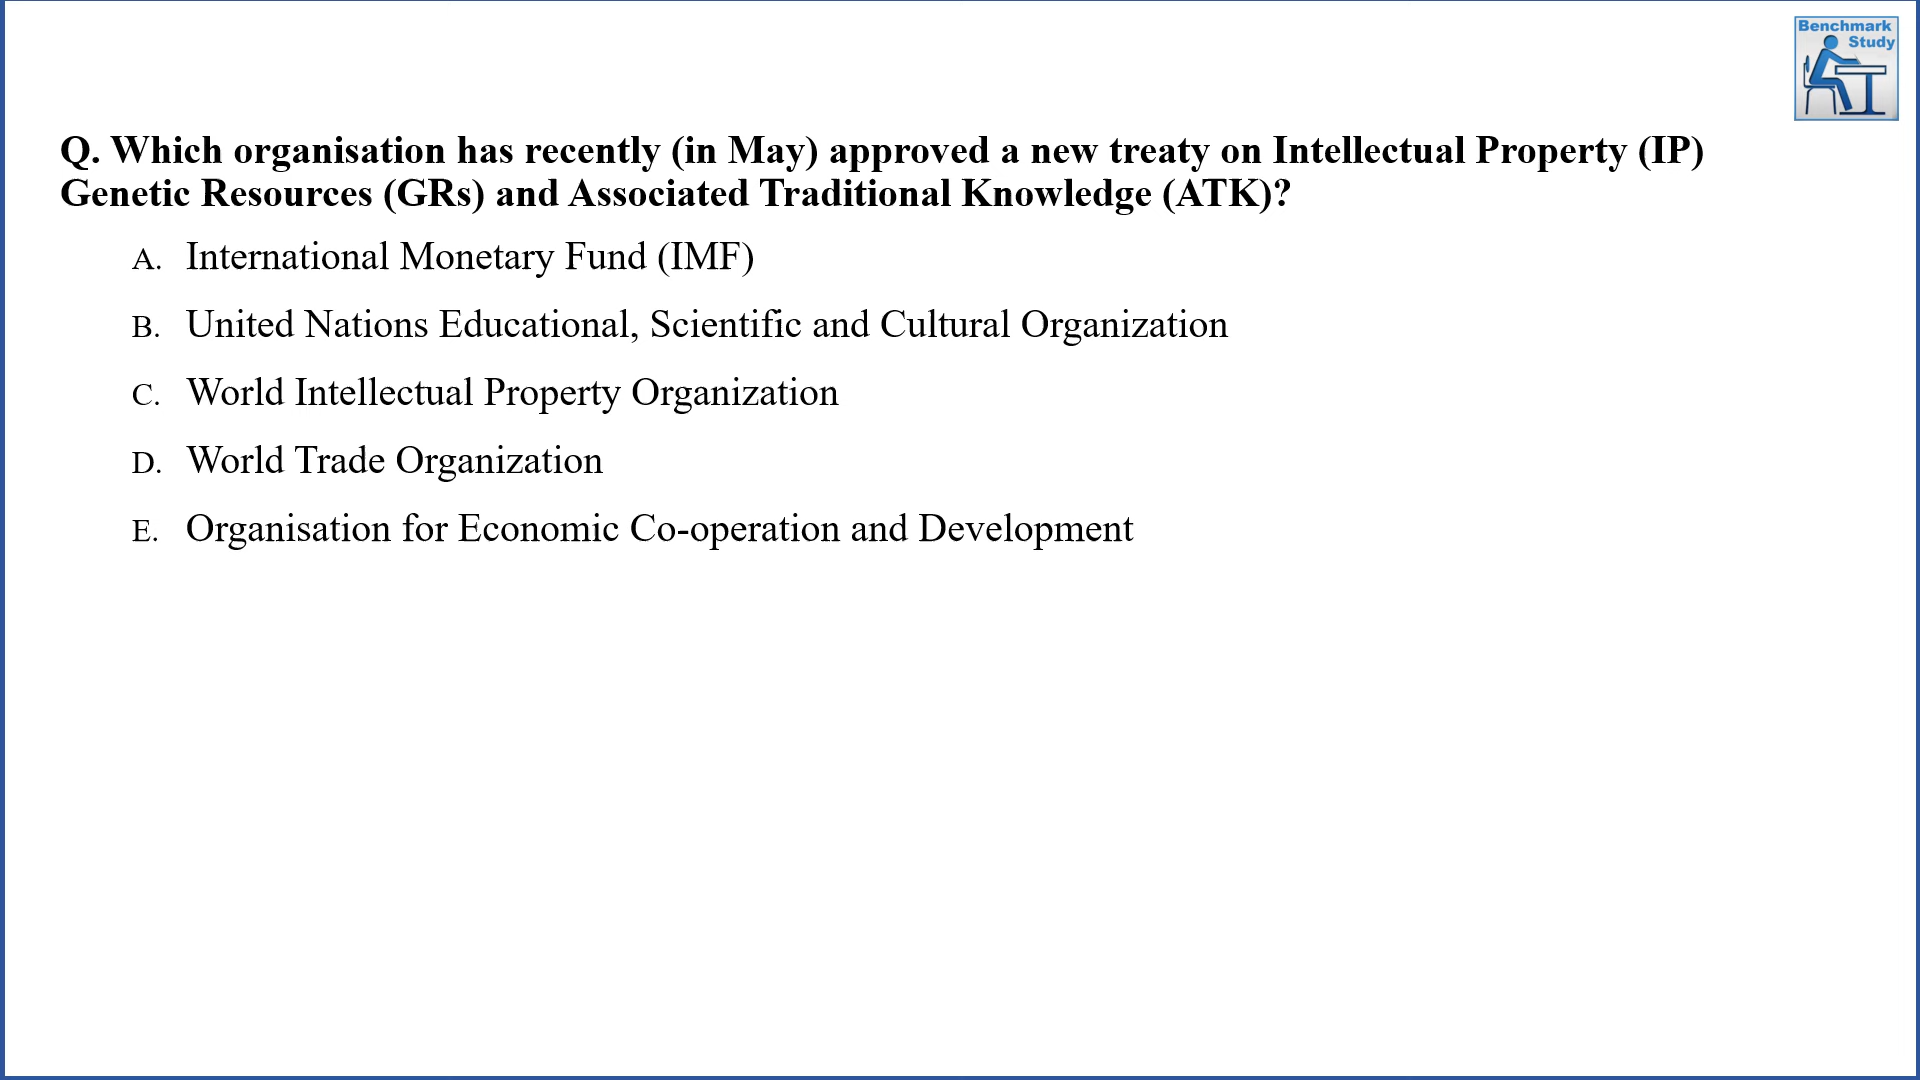 Benchmark
Study
Q. Which organisation has recently (in May) approved a new treaty on Intellectual Property (IP)
Genetic Resources (GRs) and Associated Traditional Knowledge (ATK)?
A. International Monetary Fund (IMF)
B. United Nations Educational, Scientific and Cultural Organization
C. World Intellectual Property Organization
D. World Trade Organization
E. Organisation for Economic Co-operation and Development